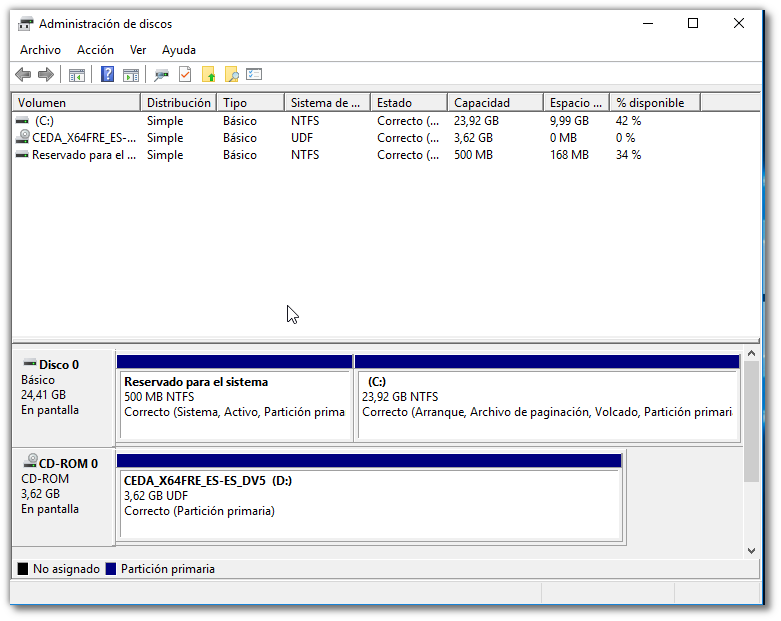 Administración de discos
Archivo Acción Ver Ayuda
Volumen Distribución Tipo Sistema de ... Estado Capacidad Espacio ... % disponible
(C:) Simple Básico NTFS Correcto (... 23,92 GB 9,99 GB 42 %
CEDA_X64FRE_ES-... Simple Básico UDF Correcto (... 3,62 GB 0 MB 0 %
Reservado para el ... Simple Básico NTFS Correcto (... 500 MB 168 MB 34 %
Disco 0
Básico
24,41 GB
En pantalla
Reservado para el sistema
500 MB NTFS
Correcto (Sistema, Activo, Partición prima
(C:)
23,92 GB NTFS
Correcto (Arranque, Archivo de paginación, Volcado, Partición primari
CD-ROM 0
CD-ROM
3,62 GB
En pantalla
CEDA_X64FRE_ES-ES_DV5 (D:)
3,62 GB UDF
Correcto (Partición primaria)
No asignado Partición primaria